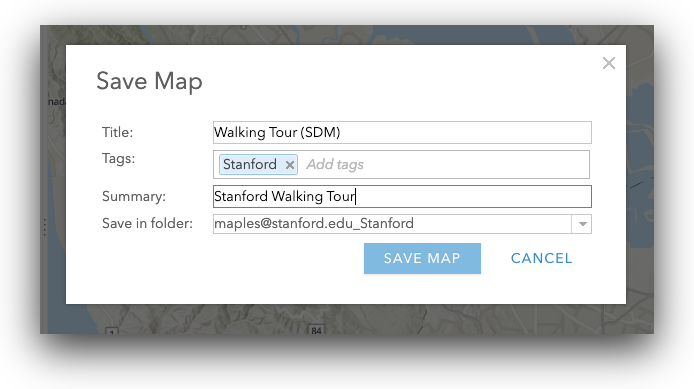 Save Map
Title: Walking Tour (SDM)
Tags: Stanford Add tags
Summary: Stanford Walking Tour
Save in folder: maples@stanford.edu_Stanford
SAVE MAP CANCEL
nada
1 84